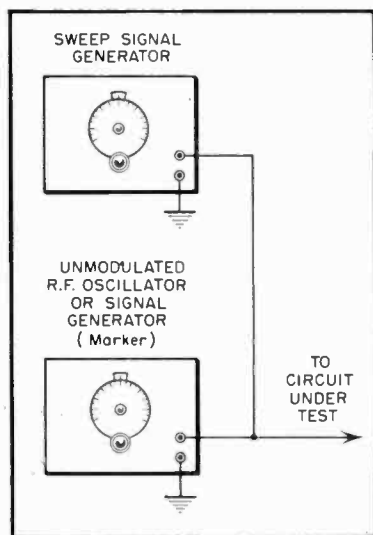 SWEEP SIGNAL
GENERATOR
UNMODULATED
R.F. OSCILLATOR
OR SIGNAL
GENERATOR
(Marker)
TO
CIRCUIT
UNDER
TEST